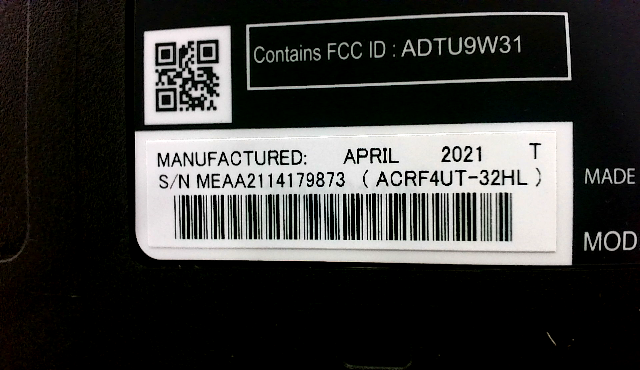 Contains FCC ID : ADTU9W31
MANUFACTURED: APRIL 2021 T
S/N MEAA2114179873 ( ACRF4UT-32HL )
MADE
MOD